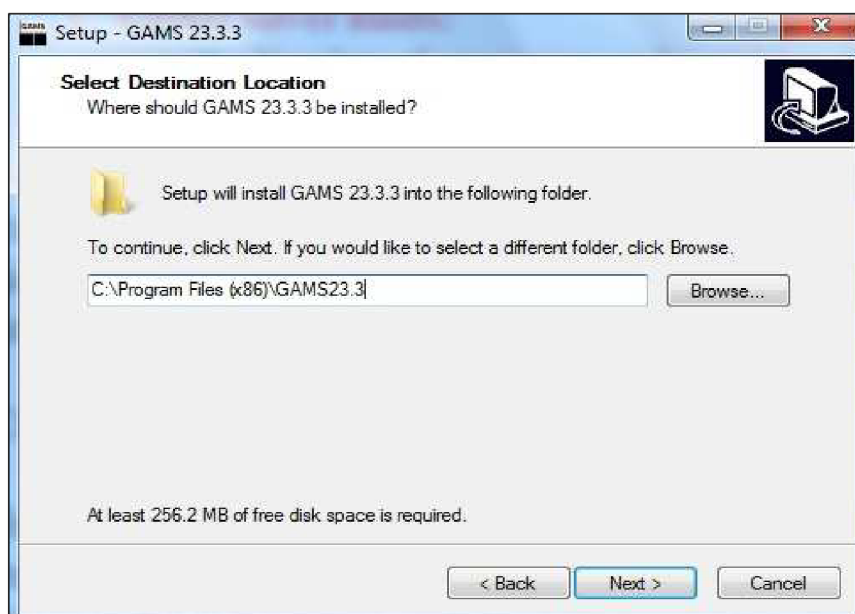 GAMS
Setup - GAMS 23.3.3
Select Destination Location
Where should GAMS 23.3.3 be installed?
Setup will install GAMS 23.3.3 into the following folder.
To continue, click Next. If you would like to select a different folder, click Browse.
C:\Program Files (x86)\GAMS23.3
Browse...
At least 256.2 MB of free disk space is required.
< Back
Next >
Cancel